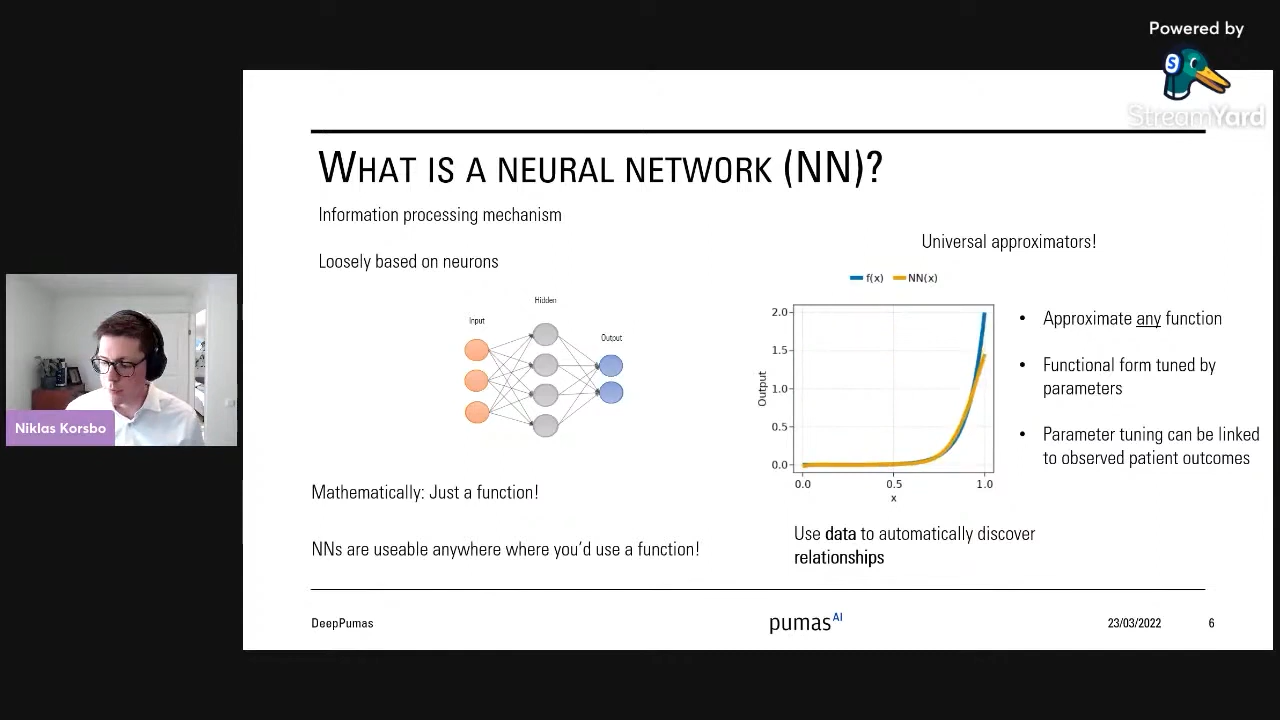 Powered by
StreamYard
WHAT IS A NEURAL NETWORK (NN)?
Information processing mechanism
Loosely based on neurons
Input
Hidden
Output
Mathematically: Just a function!
NNs are useable anywhere where you'd use a function!
Universal approximators!
f(x) NN(x)
2.0
1.5
1.0
0.5
0.0
Output
0.0 0.5 1.0
x
• Approximate any function
• Functional form tuned by
parameters
• Parameter tuning can be linked
to observed patient outcomes
Use data to automatically discover
relationships
Niklas Korsbo
DeepPumas
pumasAI
23/03/2022
6